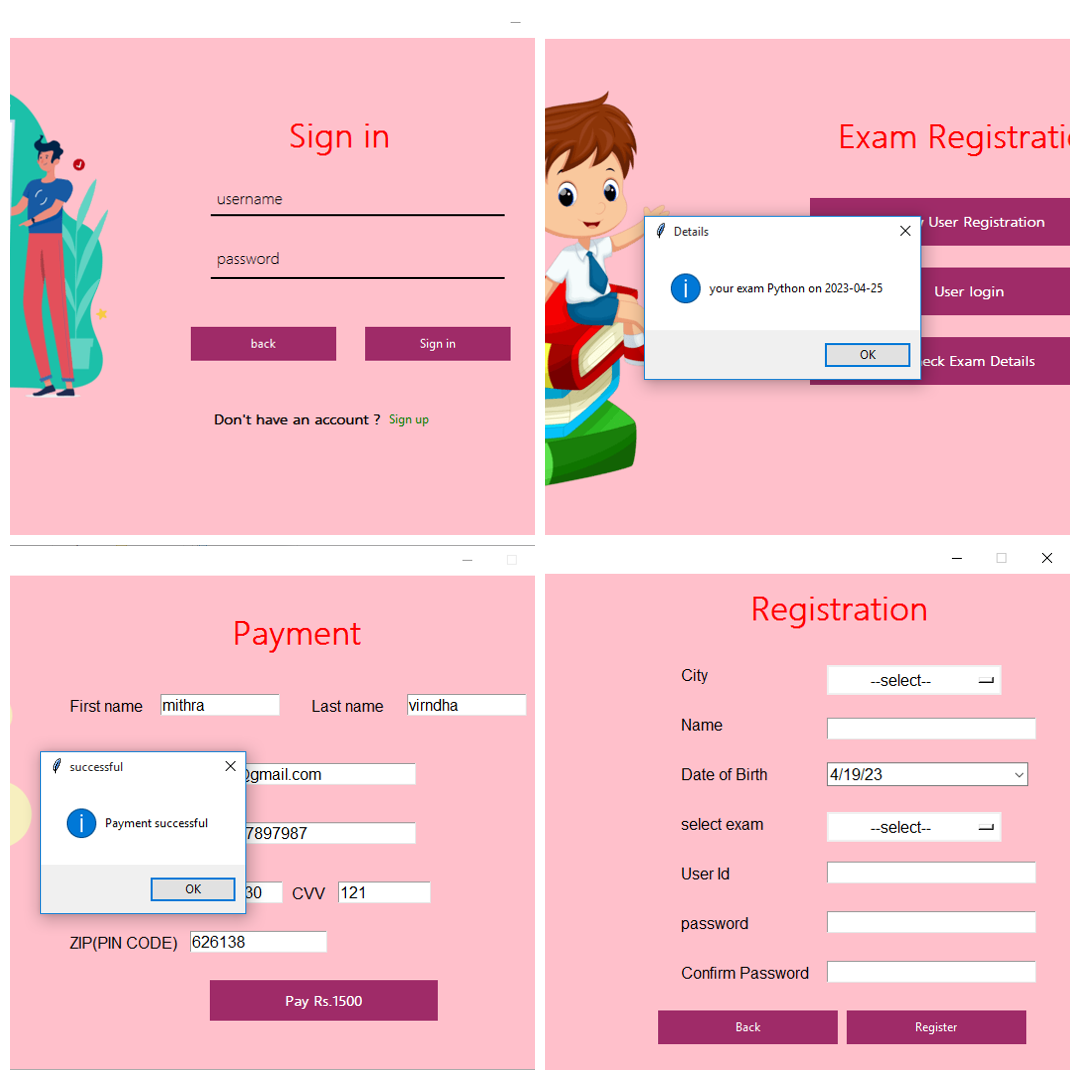 Sign in
username
password
back
Sign in
Don't have an account ? Sign up
Exam Registrati
User Registration
Details
your exam Python on 2023-04-25
User login
OK
eck Exam Details
Payment
First name mithra Last name virndha
successful
@gmail.com
Payment successful
7897987
OK
30 CVV 121
ZIP(PIN CODE) 626138
Pay Rs.1500
Registration
City --select--
Name
Date of Birth 4/19/23
select exam --select--
User Id
password
Confirm Password
Back Register